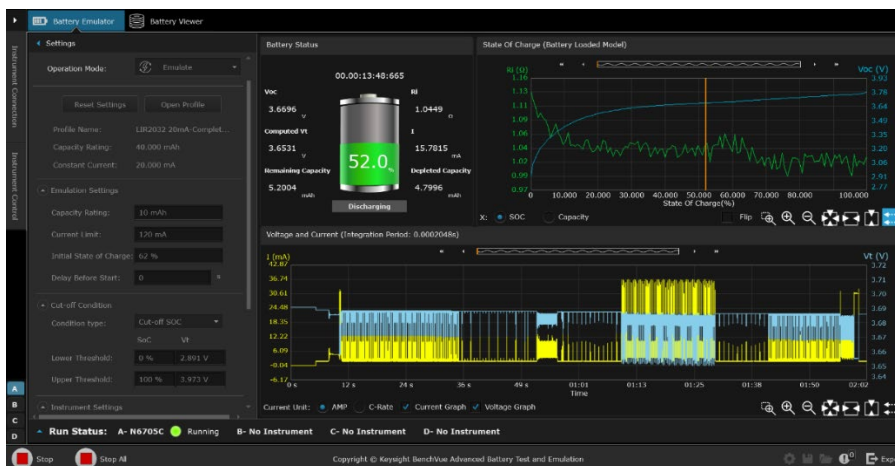 Battery Emulator
Battery Viewer
Instrument Connection
Instrument Control
Settings
Operation Mode: Emulate
Reset Settings Open Profile
Profile Name: LIR2032 20mA-Complet...
Capacity Rating: 40.000 mAh
Constant Current: 20.000 mA
Emulation Settings
Capacity Rating: 10 mAh
Current Limit: 120 mA
Initial State of Charge: 62 %
Delay Before Start: 0 s
Cut-off Condition
Condition type: Cut-off SOC
SoC Vt
Lower Threshold: 0 % 2.891 V
Upper Threshold: 100 % 3.973 V
Instrument Settings
Battery Status
00.00:13:48:665
Voc Ri
3.6696 V 1.0449 Ω
Computed Vt I
3.6531 V 15.7815 mA
52.0 %
Remaining Capacity Depleted Capacity
5.2004 mAh 4.7996 mAh
Discharging
State Of Charge (Battery Loaded Model)
Ri (Ω) Voc (V)
1.16 3.93
1.13 3.78
1.11 3.64
1.09 3.49
1.06 3.35
1.04 3.20
1.02 3.06
0.99 2.91
0.97 2.77
0 10.000 20.000 30.000 40.000 50.000 60.000 70.000 80.000 100.000
State Of Charge(%)
X: SOC Capacity Flip
Voltage and Current (Integration Period: 0.0002048s)
I (mA) Vt (V)
42.87 3.72
36.74 3.71
30.61 3.70
24.48 3.69
18.35 3.68
12.22 3.67
6.09 3.66
-0.04 3.65
-6.17 3.64
0 s 12 s 24 s 36 s 49 s 01:01 01:13 01:25 01:38 01:50 02:02
Time
Current Unit: AMP C-Rate Current Graph Voltage Graph
A
B
C
D
Run Status: A- N6705C Running B- No Instrument C- No Instrument D- No Instrument
Stop Stop All Copyright © Keysight BenchVue Advanced Battery Test and Emulation Exp